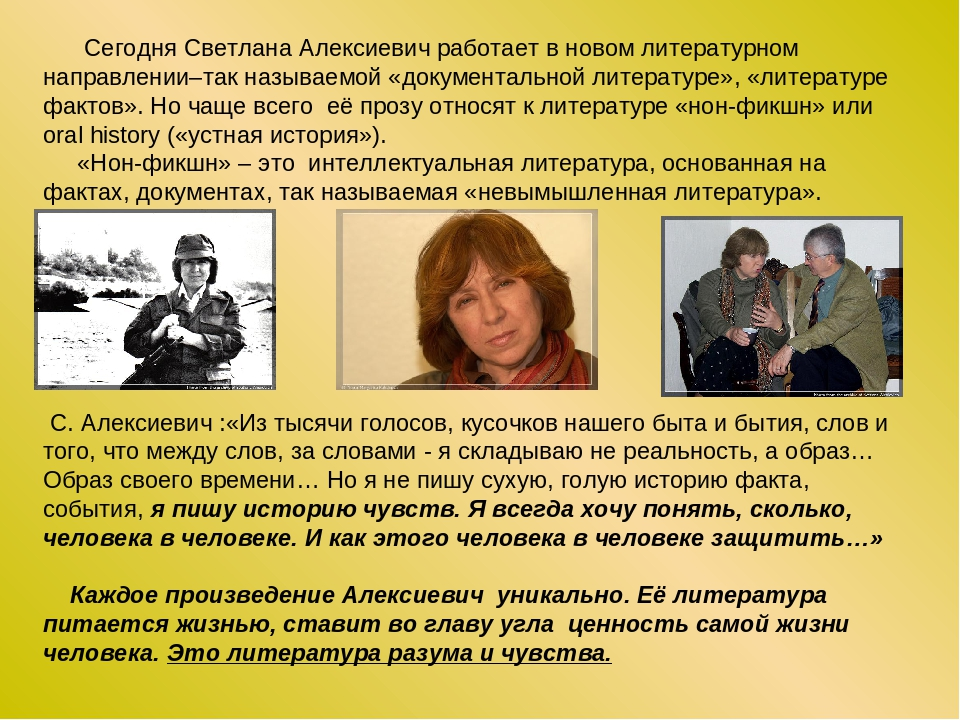 Сегодня Светлана Алексиевич работает в новом литературном
направлении–так называемой «документальной литературе», «литературе
фактов». Но чаще всего её прозу относят к литературе «нон-фикшн» или
oral history («устная история»).
«Нон-фикшн» – это интеллектуальная литература, основанная на
фактах, документах, так называемая «невымышленная литература».
С. Алексиевич :«Из тысячи голосов, кусочков нашего быта и бытия, слов и
того, что между слов, за словами - я складываю не реальность, а образ…
Образ своего времени… Но я не пишу сухую, голую историю факта,
события, я пишу историю чувств. Я всегда хочу понять, сколько,
человека в человеке. И как этого человека в человеке защитить…»
Каждое произведение Алексиевич уникально. Её литература
питается жизнью, ставит во главу угла ценность самой жизни
человека. Это литература разума и чувства.